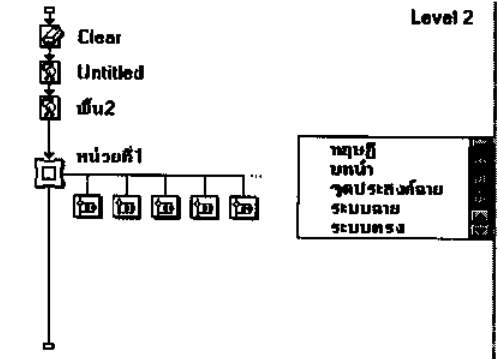 Level 2
Clear
Untitled
พื้น2
หน่วยที่1
ทฤษฎี
บทนำ
จุดประสงค์ฉาย
ระบบฉาย
ระบบตรง